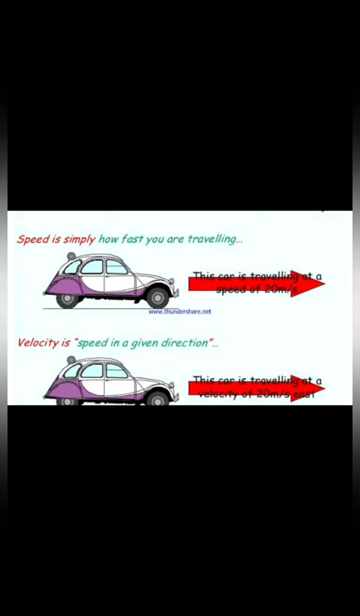 Speed is simply how fast you are travelling…
This car is travelling at a
speed of 20m/s
www.thundershare.net
Velocity is “speed in a given direction”…
This car is travelling at a
velocity of 20m/s east